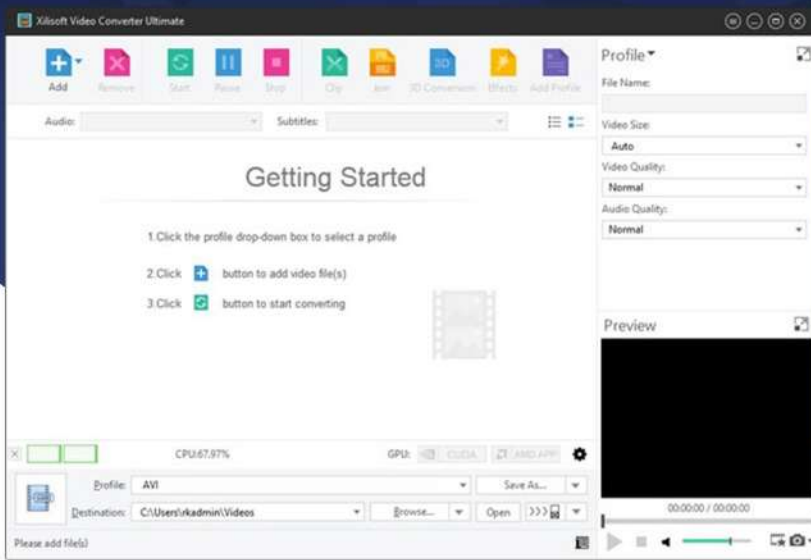 Xilisoft Video Converter Ultimate
Add Remove Start Pause Stop Clip Join 3D Conversion Effects Add Profile
Audio: Subtitles:
Getting Started
1.Click the profile drop-down box to select a profile
2.Click button to add video file(s)
3.Click button to start converting
CPU:67.97% GPU: CUDA AMD APP
Profile: AVI Save As...
Destination: C:\Users\rkadmin\Videos Browse... Open >>>
Please add file(s)
Profile
File Name:
Video Size:
Auto
Video Quality:
Normal
Audio Quality:
Normal
Preview
00:00:00 / 00:00:00